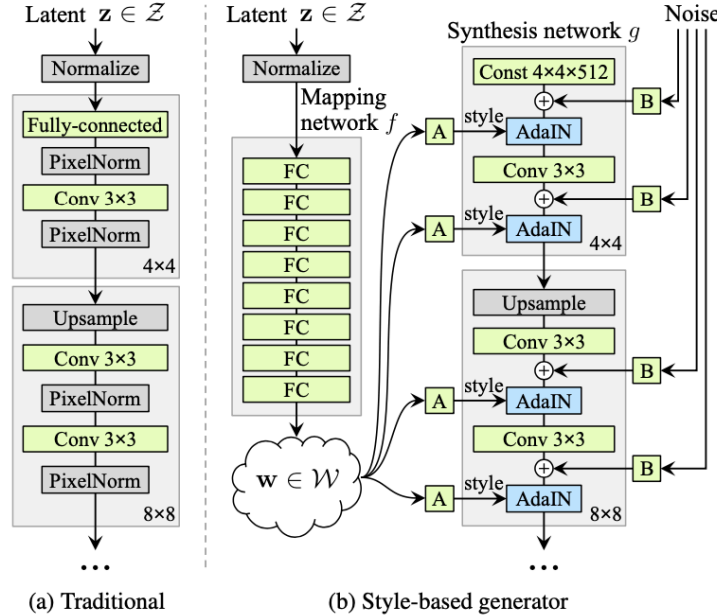 Latent z ∈ 𝒵
Normalize
Fully-connected
PixelNorm
Conv 3×3
PixelNorm
4×4
Upsample
Conv 3×3
PixelNorm
Conv 3×3
PixelNorm
8×8
...
(a) Traditional
Latent z ∈ 𝒵
Normalize
Mapping
network f
FC
FC
FC
FC
FC
FC
FC
FC
w ∈ 𝒲
A
style
A
style
A
style
A
style
Noise
Synthesis network g
Const 4×4×512
B
AdaIN
Conv 3×3
B
AdaIN
4×4
Upsample
Conv 3×3
B
AdaIN
Conv 3×3
B
AdaIN
8×8
...
(b) Style-based generator